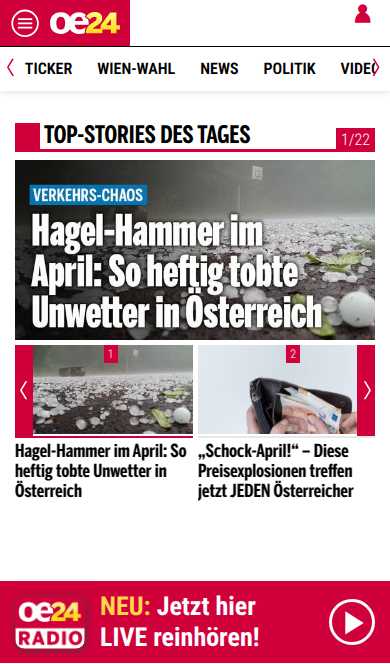 oe24
TICKER WIEN-WAHL NEWS POLITIK VIDEO
TOP-STORIES DES TAGES
1/22
VERKEHRS-CHAOS
Hagel-Hammer im
April: So heftig tobte
Unwetter in Österreich
1
2
Hagel-Hammer im April: So
heftig tobte Unwetter in
Österreich
„Schock-April!“ – Diese
Preisexplosionen treffen
jetzt JEDEN Österreicher
oe24
RADIO
NEU: Jetzt hier
LIVE reinhören!